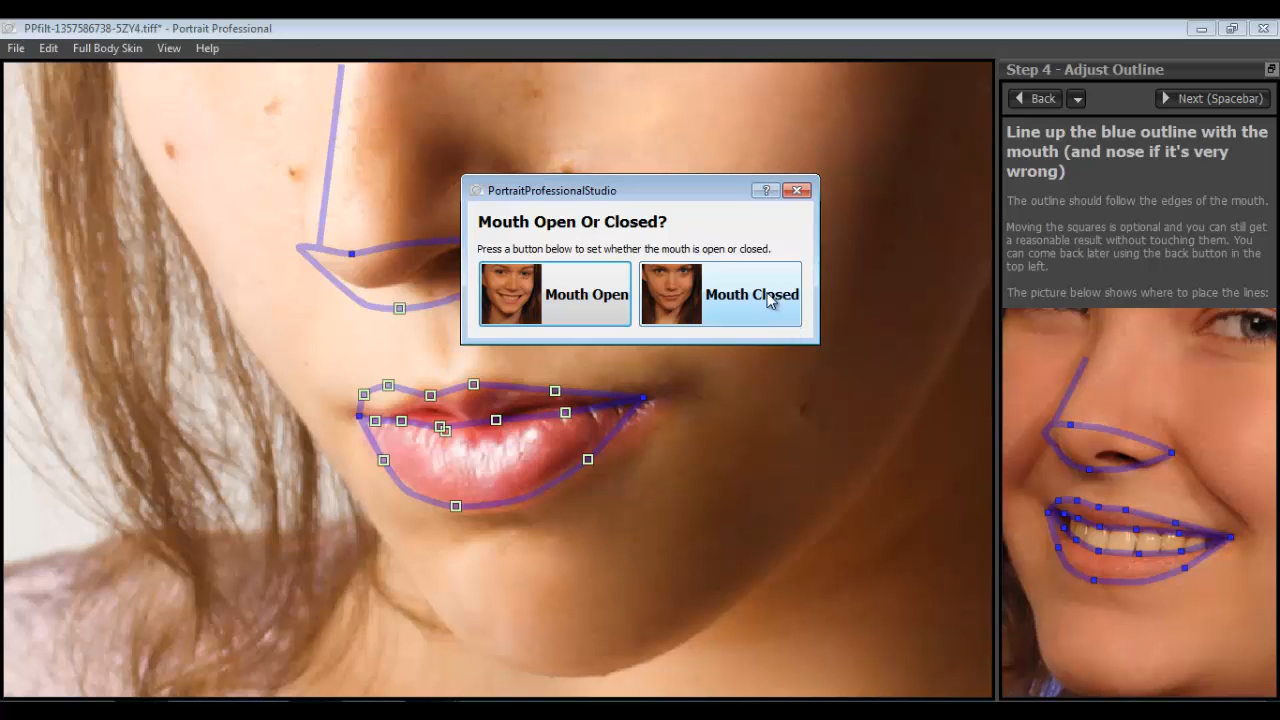 PPfilt-1357586738-5ZY4.tiff* - Portrait Professional
File Edit Full Body Skin View Help
Step 4 - Adjust Outline
Back
Next (Spacebar)
Line up the blue outline with the
mouth (and nose if it's very
wrong)
The outline should follow the edges of the mouth.
Moving the squares is optional and you can still get
a reasonable result without touching them. You
can come back later using the back button in the
top left.
The picture below shows where to place the lines:
PortraitProfessionalStudio
?
Mouth Open Or Closed?
Press a button below to set whether the mouth is open or closed.
Mouth Open
Mouth Closed